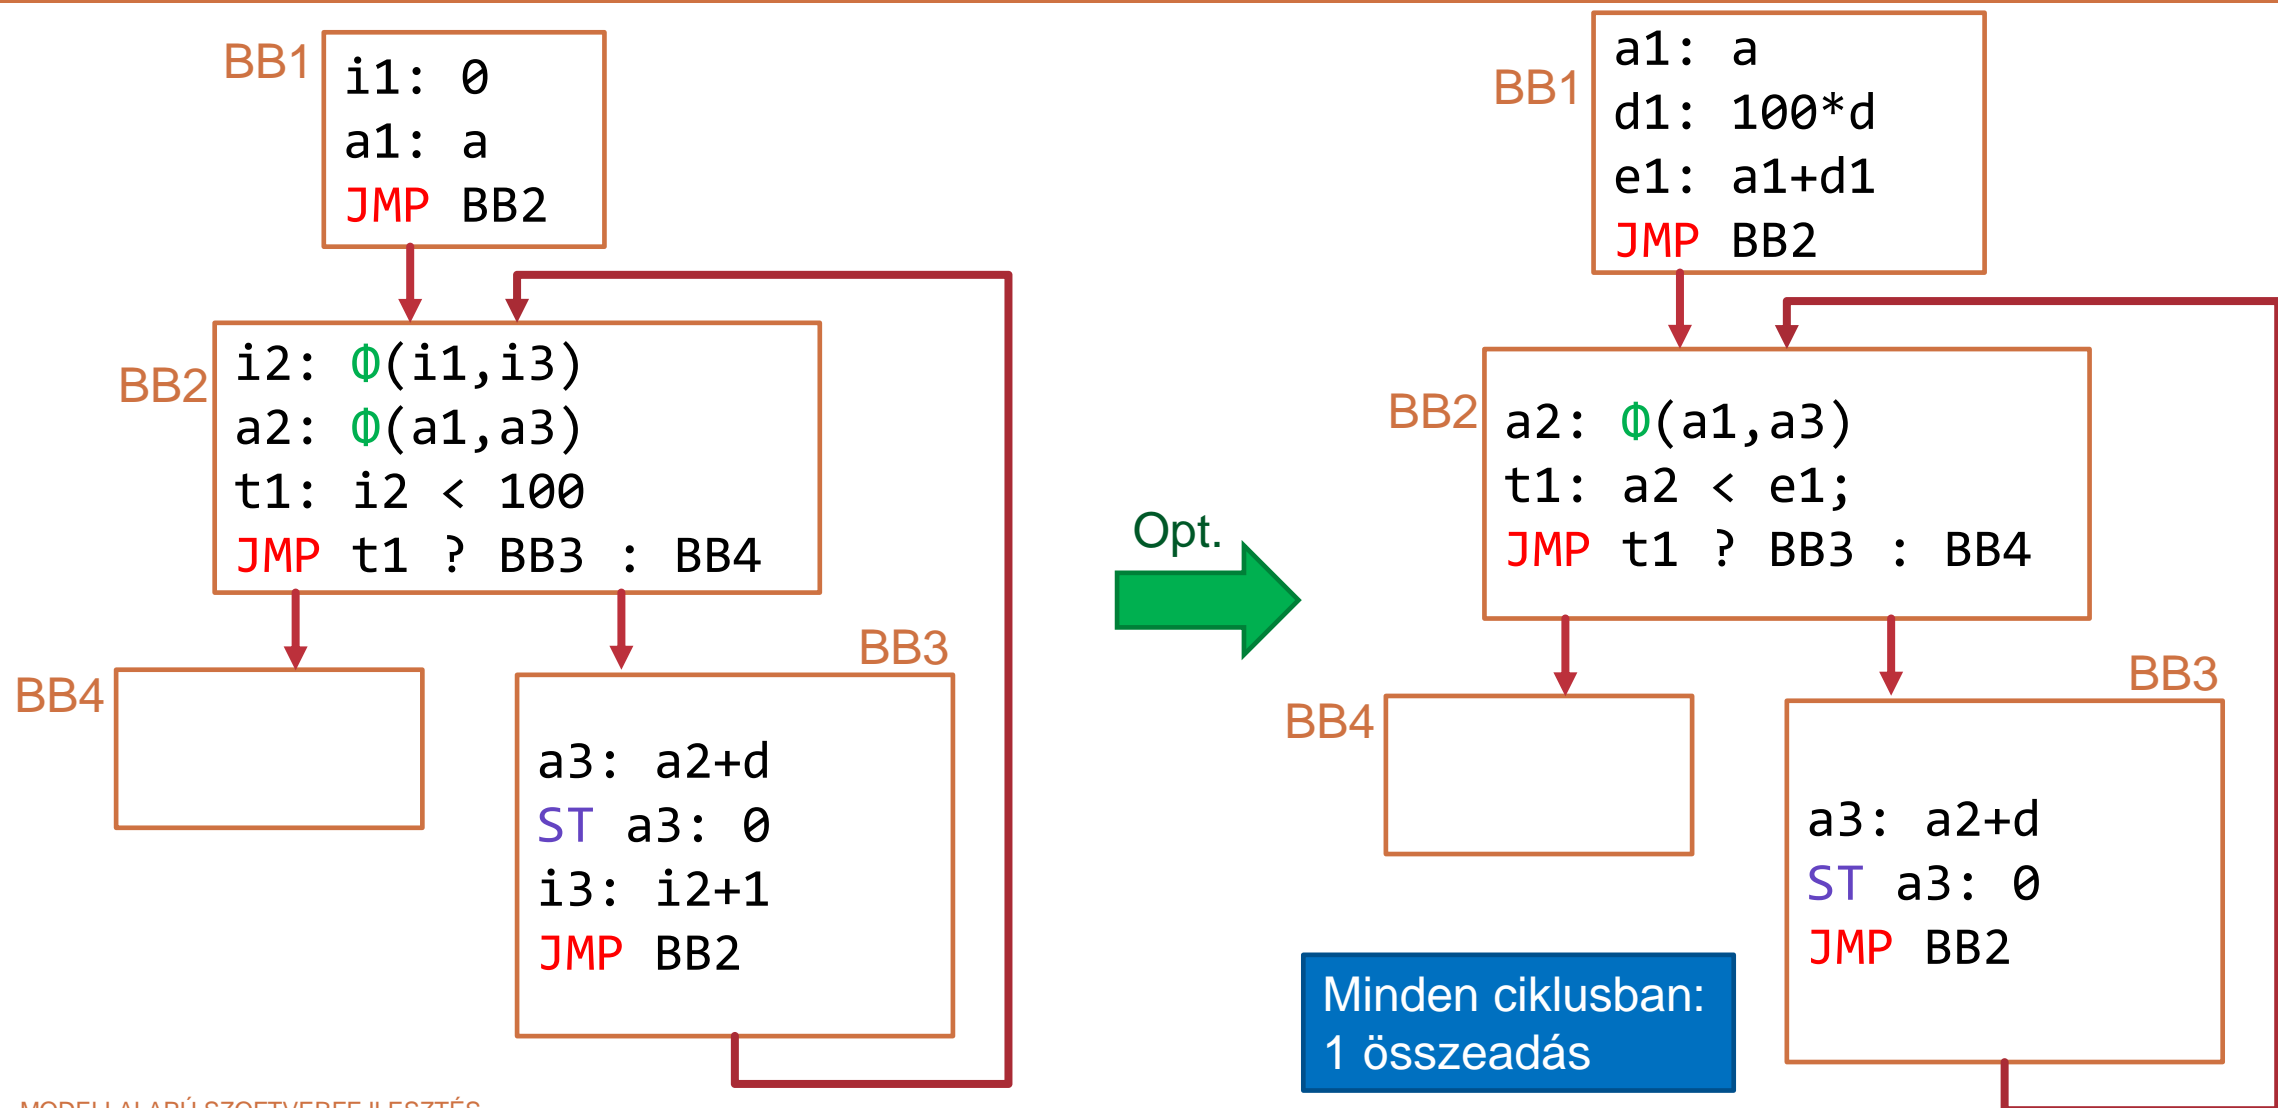 BB1
i1: 0
a1: a
JMP BB2
BB2
i2: Φ(i1,i3)
a2: Φ(a1,a3)
t1: i2 < 100
JMP t1 ? BB3 : BB4
BB4
BB3
a3: a2+d
ST a3: 0
i3: i2+1
JMP BB2
Opt.
BB1
a1: a
d1: 100*d
e1: a1+d1
JMP BB2
BB2
a2: Φ(a1,a3)
t1: a2 < e1;
JMP t1 ? BB3 : BB4
BB4
BB3
a3: a2+d
ST a3: 0
JMP BB2
Minden ciklusban:
1 összeadás
MODELLALAPÚ SZOFTVERFEJLESZTÉS